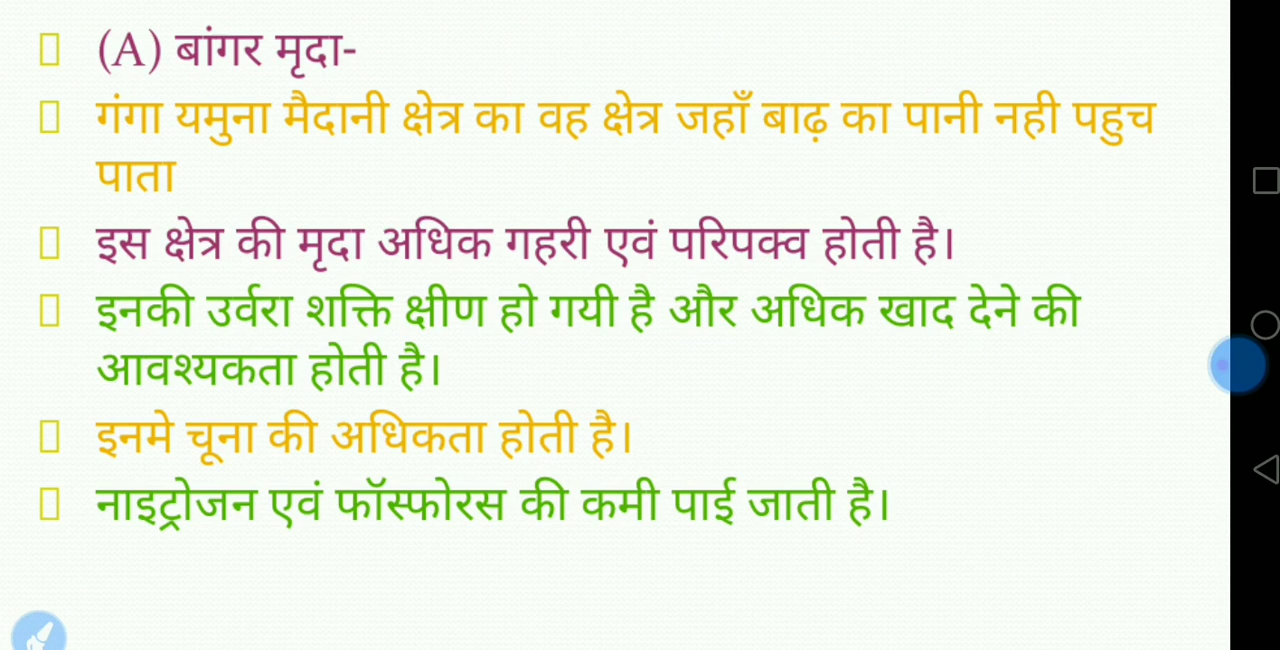 (A) बांगर मृदा-
गंगा यमुना मैदानी क्षेत्र का वह क्षेत्र जहाँ बाढ़ का पानी नही पहुच
पाता
इस क्षेत्र की मृदा अधिक गहरी एवं परिपक्व होती है।
इनकी उर्वरा शक्ति क्षीण हो गयी है और अधिक खाद देने की
आवश्यकता होती है।
इनमे चूना की अधिकता होती है।
नाइट्रोजन एवं फॉस्फोरस की कमी पाई जाती है।